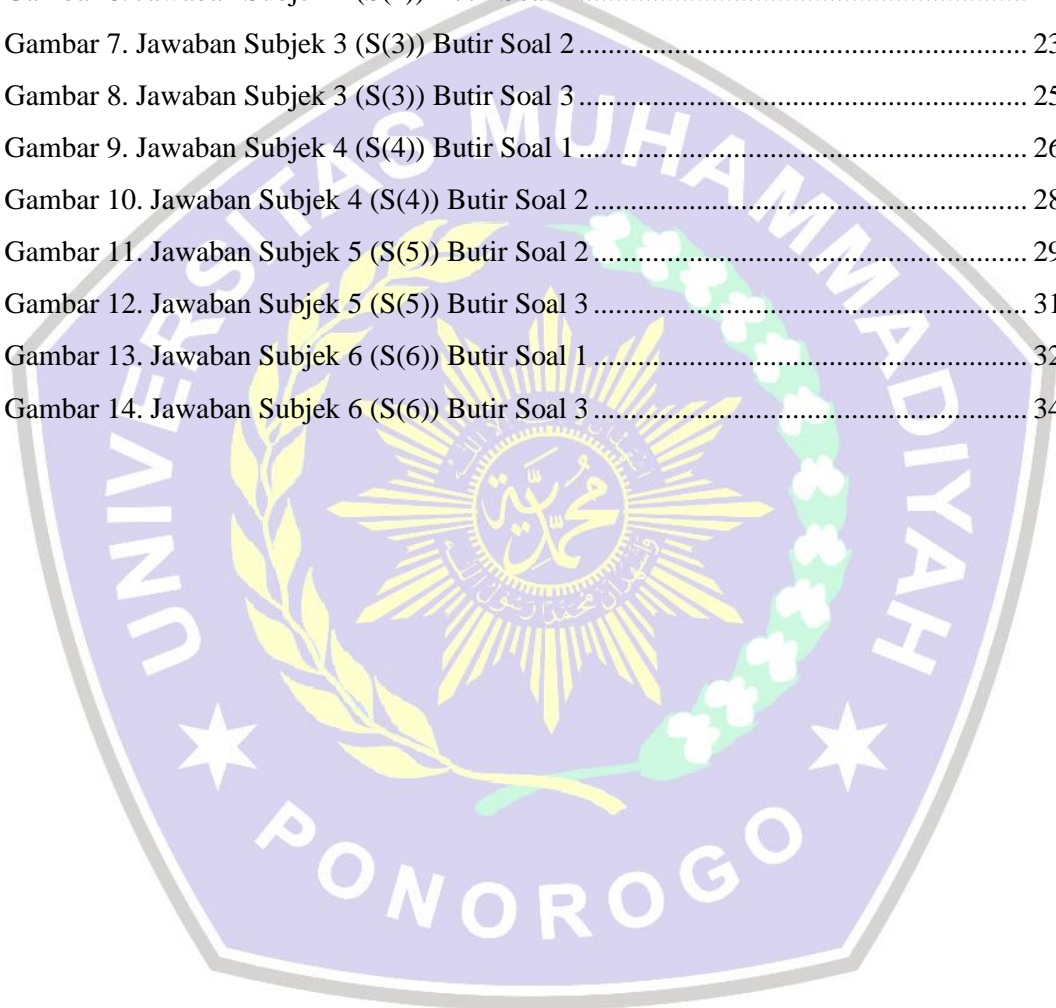 Gambar 7. Jawaban Subjek 3 (S(3)) Butir Soal 2 ........................................................................... 23
Gambar 8. Jawaban Subjek 3 (S(3)) Butir Soal 3 ........................................................................... 25
Gambar 9. Jawaban Subjek 4 (S(4)) Butir Soal 1 ........................................................................... 26
Gambar 10. Jawaban Subjek 4 (S(4)) Butir Soal 2 ......................................................................... 28
Gambar 11. Jawaban Subjek 5 (S(5)) Butir Soal 2 ......................................................................... 29
Gambar 12. Jawaban Subjek 5 (S(5)) Butir Soal 3 ......................................................................... 31
Gambar 13. Jawaban Subjek 6 (S(6)) Butir Soal 1 ......................................................................... 32
Gambar 14. Jawaban Subjek 6 (S(6)) Butir Soal 3 ......................................................................... 34
UNIVERSITAS MUHAMMADIYAH
محمدية
PONOROGO